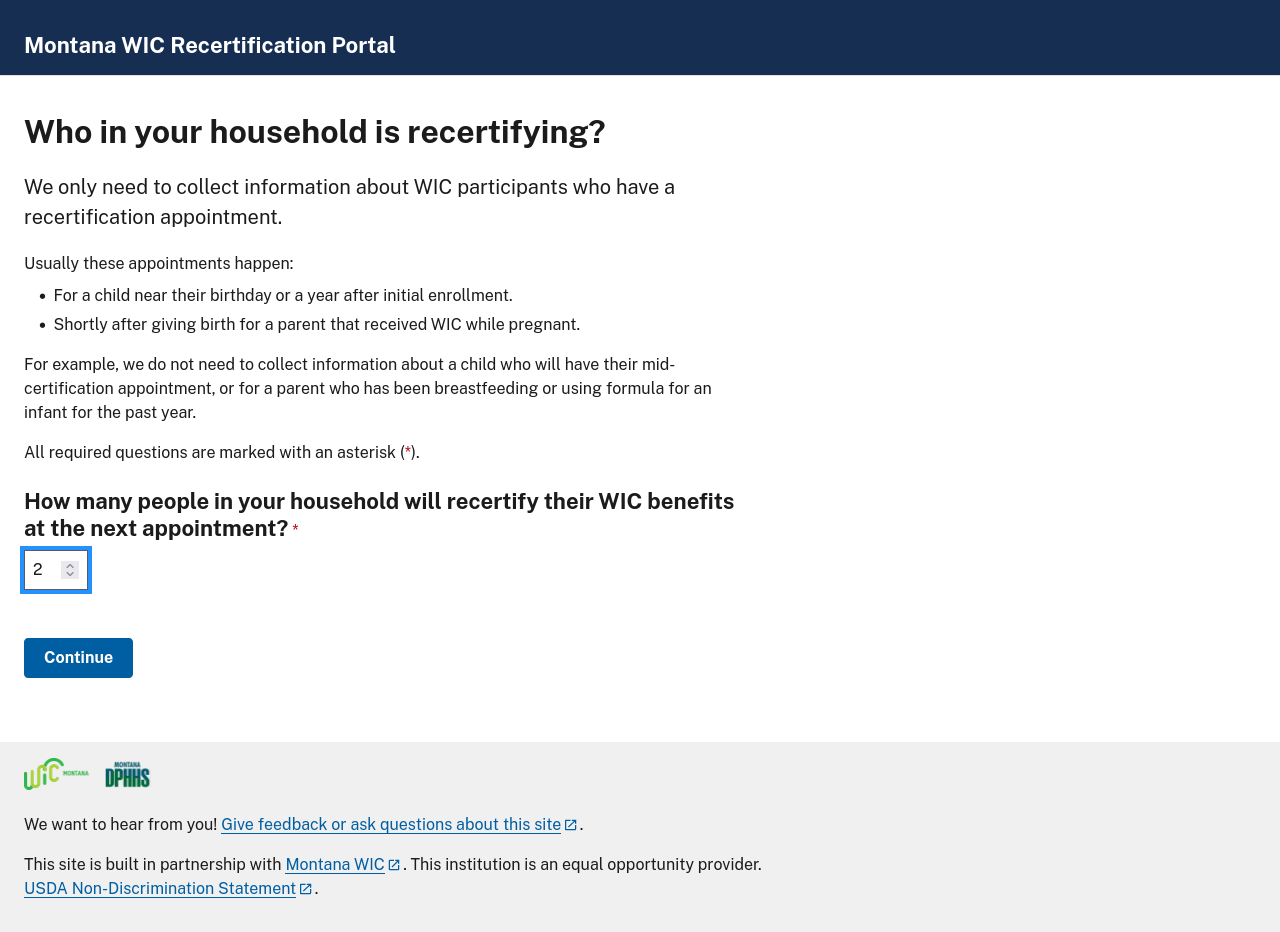 Montana WIC Recertification Portal
Who in your household is recertifying?
We only need to collect information about WIC participants who have a
recertification appointment.
Usually these appointments happen:
• For a child near their birthday or a year after initial enrollment.
• Shortly after giving birth for a parent that received WIC while pregnant.
For example, we do not need to collect information about a child who will have their mid-
certification appointment, or for a parent who has been breastfeeding or using formula for an
infant for the past year.
All required questions are marked with an asterisk (*).
How many people in your household will recertify their WIC benefits
at the next appointment? *
2
Continue
WIC MONTANA
MONTANA
DPHHS
We want to hear from you! Give feedback or ask questions about this site.
This site is built in partnership with Montana WIC. This institution is an equal opportunity provider.
USDA Non-Discrimination Statement.